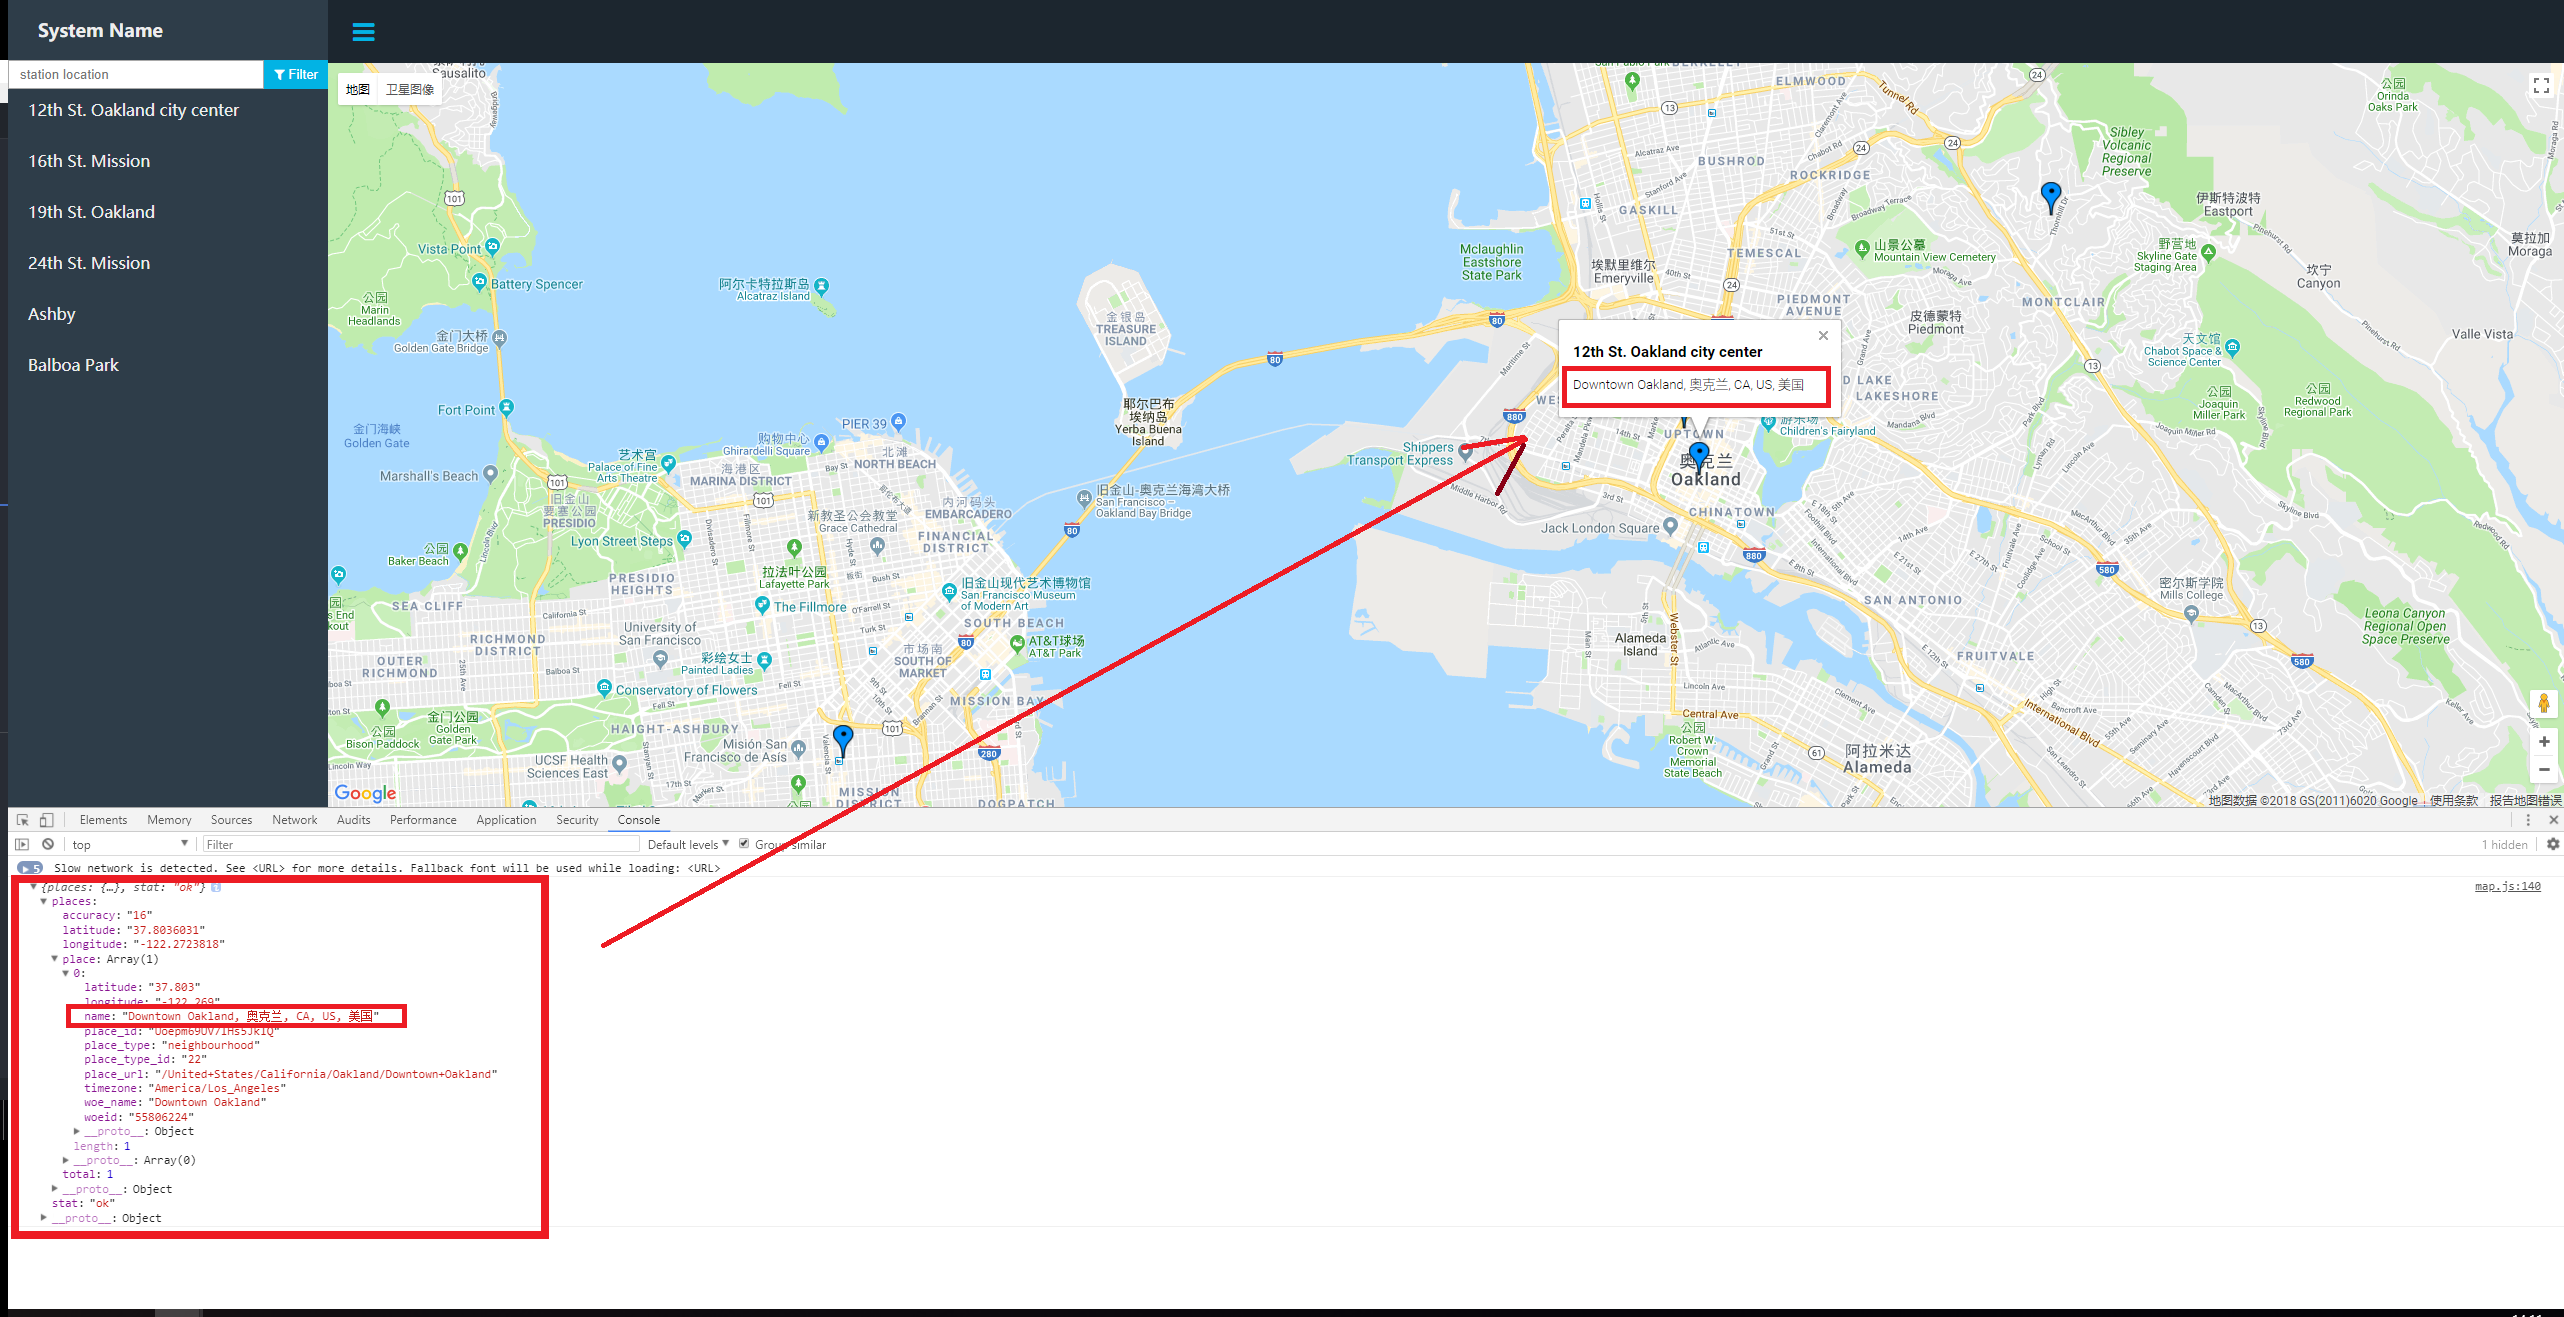 System Name
station location
Filter
12th St. Oakland city center
16th St. Mission
19th St. Oakland
24th St. Mission
Ashby
Balboa Park
地图
卫星图像
Sausalito
Vista Point
Battery Spencer
公园
Marin
Headlands
金门大桥
Golden Gate Bridge
阿尔卡特拉斯岛
Alcatraz Island
金银岛
TREASURE
ISLAND
Fort Point
金门海峡
Golden Gate
Marshall's Beach
公园
Baker Beach
艺术宫
Palace of Fine
Arts Theatre
购物中心
Ghirardelli Square
PIER 39
北滩
NORTH BEACH
海港区
MARINA DISTRICT
旧金山
要塞公园
PRESIDIO
Lyon Street Steps
新教圣公会教堂
Grace Cathedral
内河码头
EMBARCADERO
FINANCIAL
DISTRICT
耶尔巴布
埃纳岛
Yerba Buena
Island
旧金山-奥克兰海湾大桥
San Francisco –
Oakland Bay Bridge
PRESIDIO
HEIGHTS
拉法叶公园
Lafayette Park
The Fillmore
旧金山现代艺术博物馆
San Francisco Museum
of Modern Art
SOUTH BEACH
AT&T球场
AT&T Park
SEA CLIFF
RICHMOND
DISTRICT
OUTER
RICHMOND
University of
San Francisco
彩绘女士
Painted Ladies
市场南
SOUTH OF
MARKET
Conservatory of Flowers
MISSION BAY
公园
Bison Paddock
金门公园
Golden
Gate Park
HAIGHT-ASHBURY
Misión San
Francisco de Asís
UCSF Health
Sciences East
MISSION
DISTRICT
DOGPATCH
Google
ELMWOOD
Tunnel Rd
BUSHROD
ROCKRIDGE
GASKILL
TEMESCAL
Mclaughlin
Eastshore
State Park
埃默里维尔
Emeryville
山景公墓
Mountain View Cemetery
PIEDMONT
AVENUE
皮德蒙特
Piedmont
MONTCLAIR
公园
Orinda
Oaks Park
Sibley
Volcanic
Regional
Preserve
伊斯特波特
Eastport
野营地
Skyline Gate
Staging Area
莫拉加
Moraga
坎宁
Canyon
Valle Vista
天文馆
Chabot Space &
Science Center
公园
Joaquin
Miller Park
公园
Redwood
Regional Park
LAKESHORE
12th St. Oakland city center
Downtown Oakland, 奥克兰, CA, US, 美国
Children's Fairyland
UPTOWN
奥克兰
Oakland
Shippers
Transport Express
Middle Harbor Rd
CHINATOWN
Jack London Square
Alameda
Island
SAN ANTONIO
FRUITVALE
密尔斯学院
Mills College
Leona Canyon
Regional Open
Space Preserve
International Blvd
Central Ave
公园
Robert W
Crown
Memorial
State Beach
阿拉米达
Alameda
地图数据 ©2018 GS(2011)6020 Google
使用条款
报告地图错误
Elements
Memory
Sources
Network
Audits
Performance
Application
Security
Console
top
Filter
Default levels
Group similar
1 hidden
5
Slow network is detected. See <URL> for more details. Fallback font will be used while loading: <URL>
{places: {…}, stat: "ok"}
map.js:140
places:
accuracy: "16"
latitude: "37.8036031"
longitude: "-122.2723818"
place: Array(1)
0:
latitude: "37.803"
longitude: "-122.269"
name: "Downtown Oakland, 奥克兰, CA, US, 美国"
place_type: "neighbourhood"
place_type_id: "22"
place_url: "/United+States/California/Oakland/Downtown+Oakland"
timezone: "America/Los_Angeles"
woe_name: "Downtown Oakland"
woeid: "55806224"
__proto__: Object
length: 1
__proto__: Array(0)
total: 1
__proto__: Object
stat: "ok"
__proto__: Object